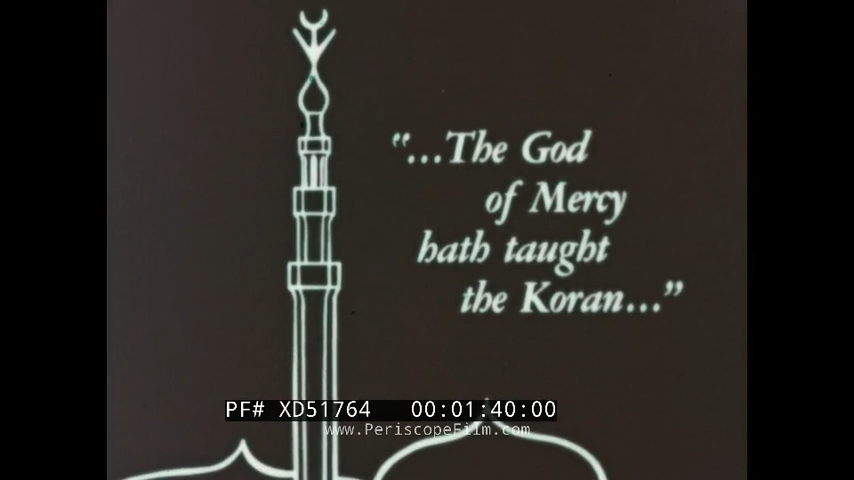 "...The God
of Mercy
hath taught
the Koran..."
PF# XD51764 00:01:40:00
www.PeriscopeFilm.com